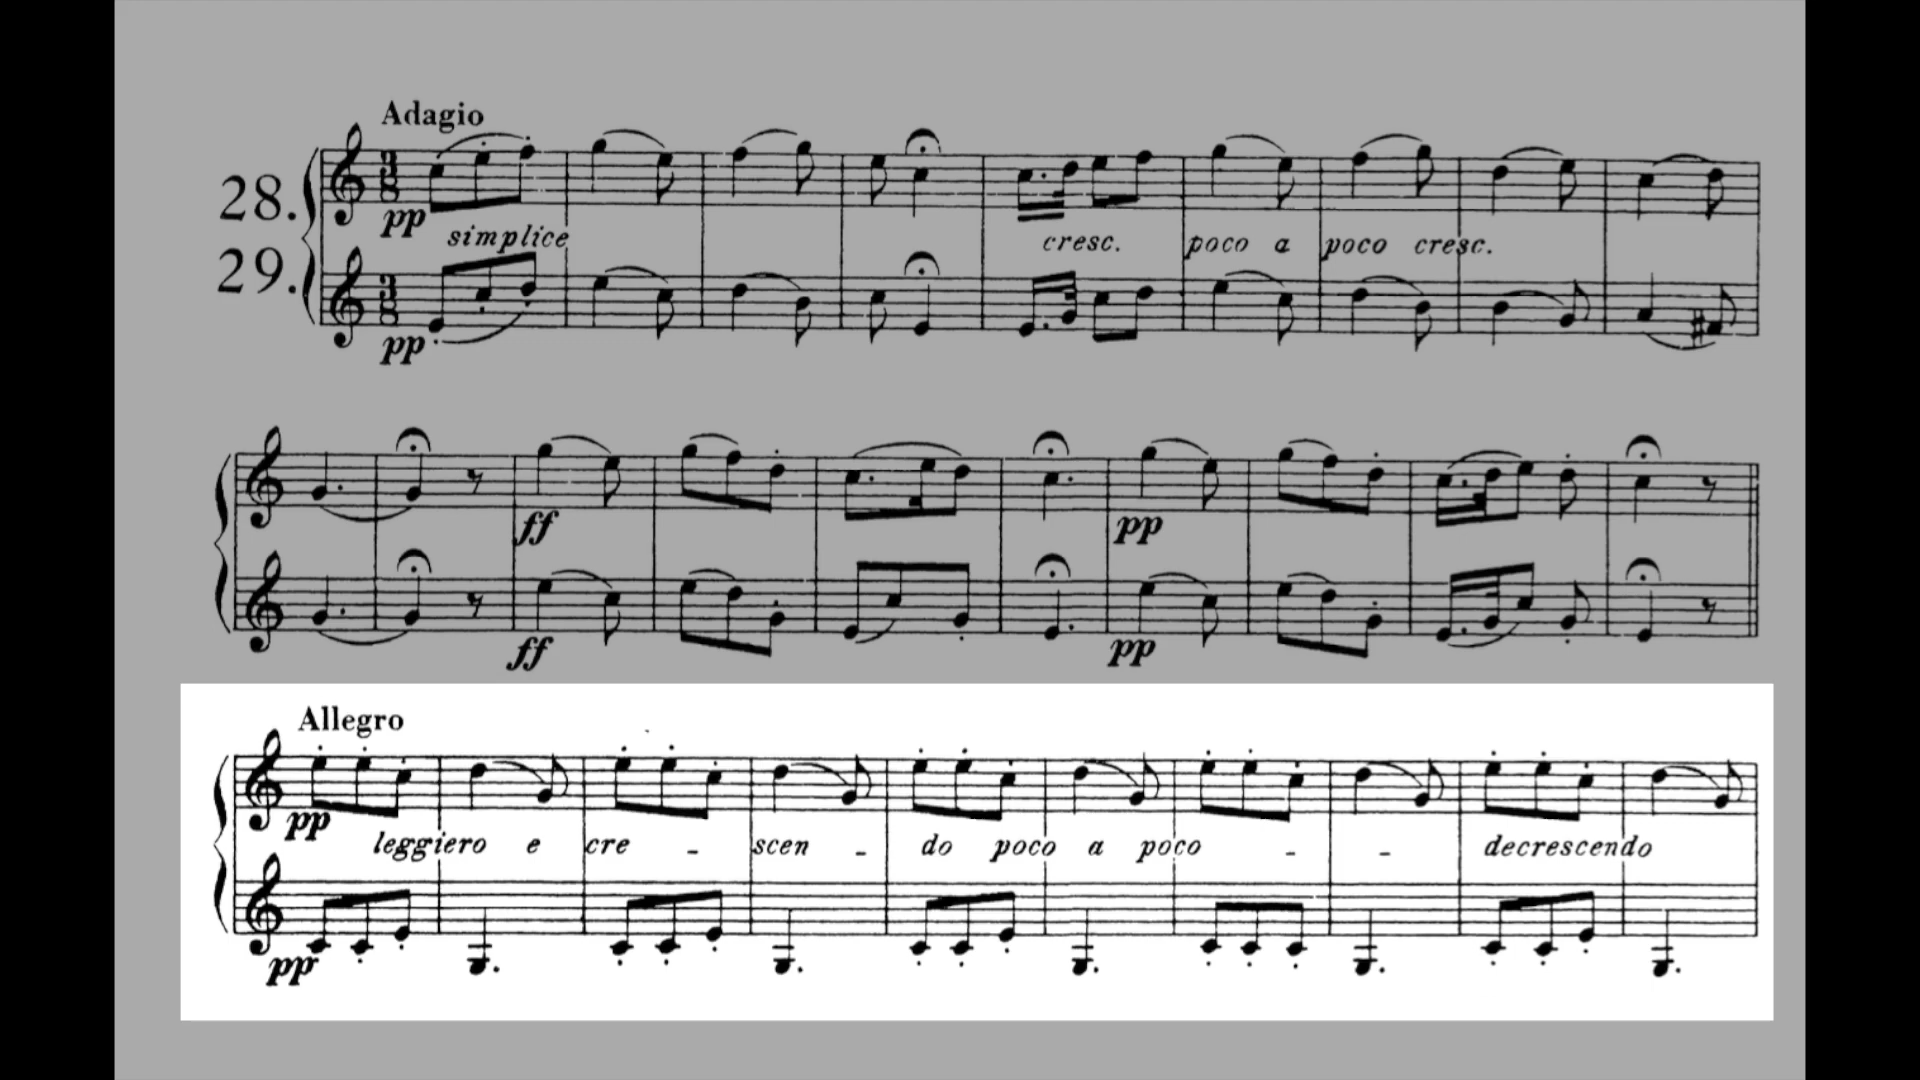 Adagio
28.
pp
simplice cresc. poco a poco cresc.
29.
pp
ff pp
ff pp
Allegro
pp
leggiero e cre - scen - do poco a poco - - decrescendo
pp